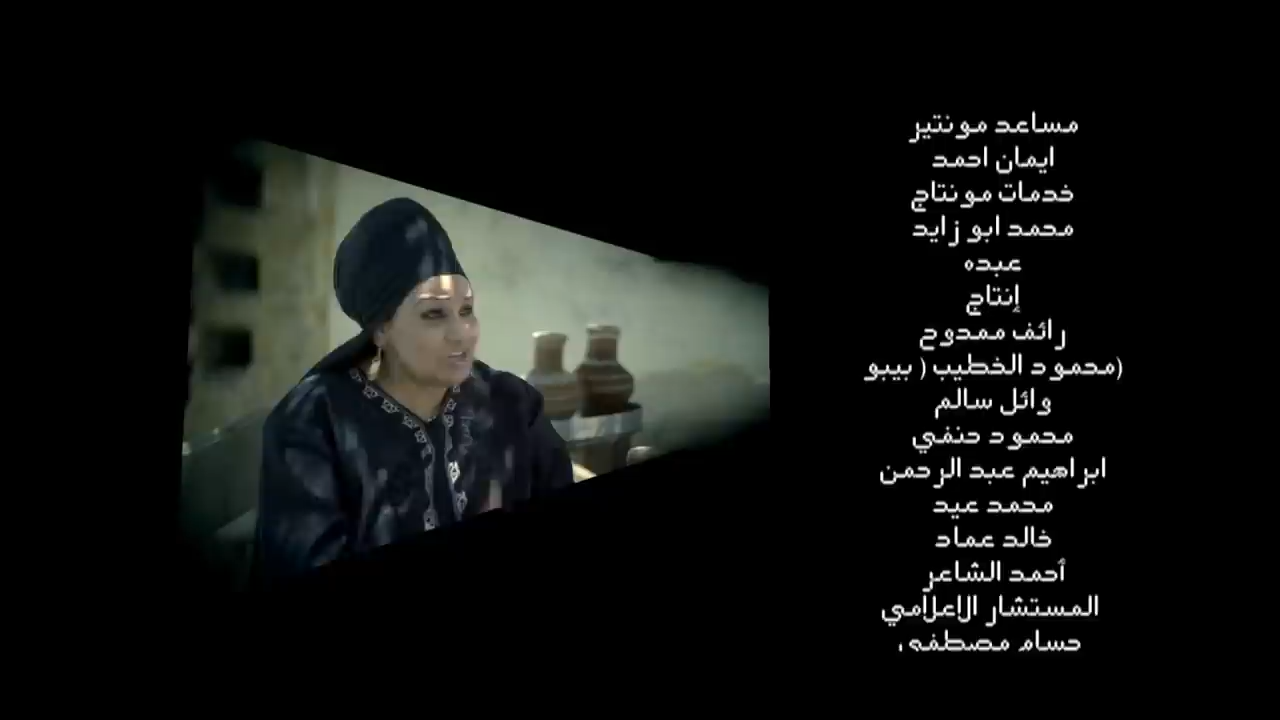 مساعد مونتير
ايمان احمد
خدمات مونتاج
محمد ابو زايد
عبده
إنتاج
رائف ممدوح
(محمود الخطيب ( بيبو
وائل سالم
محمود حنفي
ابراهيم عبد الرحمن
محمد عيد
خالد عماد
أحمد الشاعر
المستشار الاعلامي
حسام مصطفى